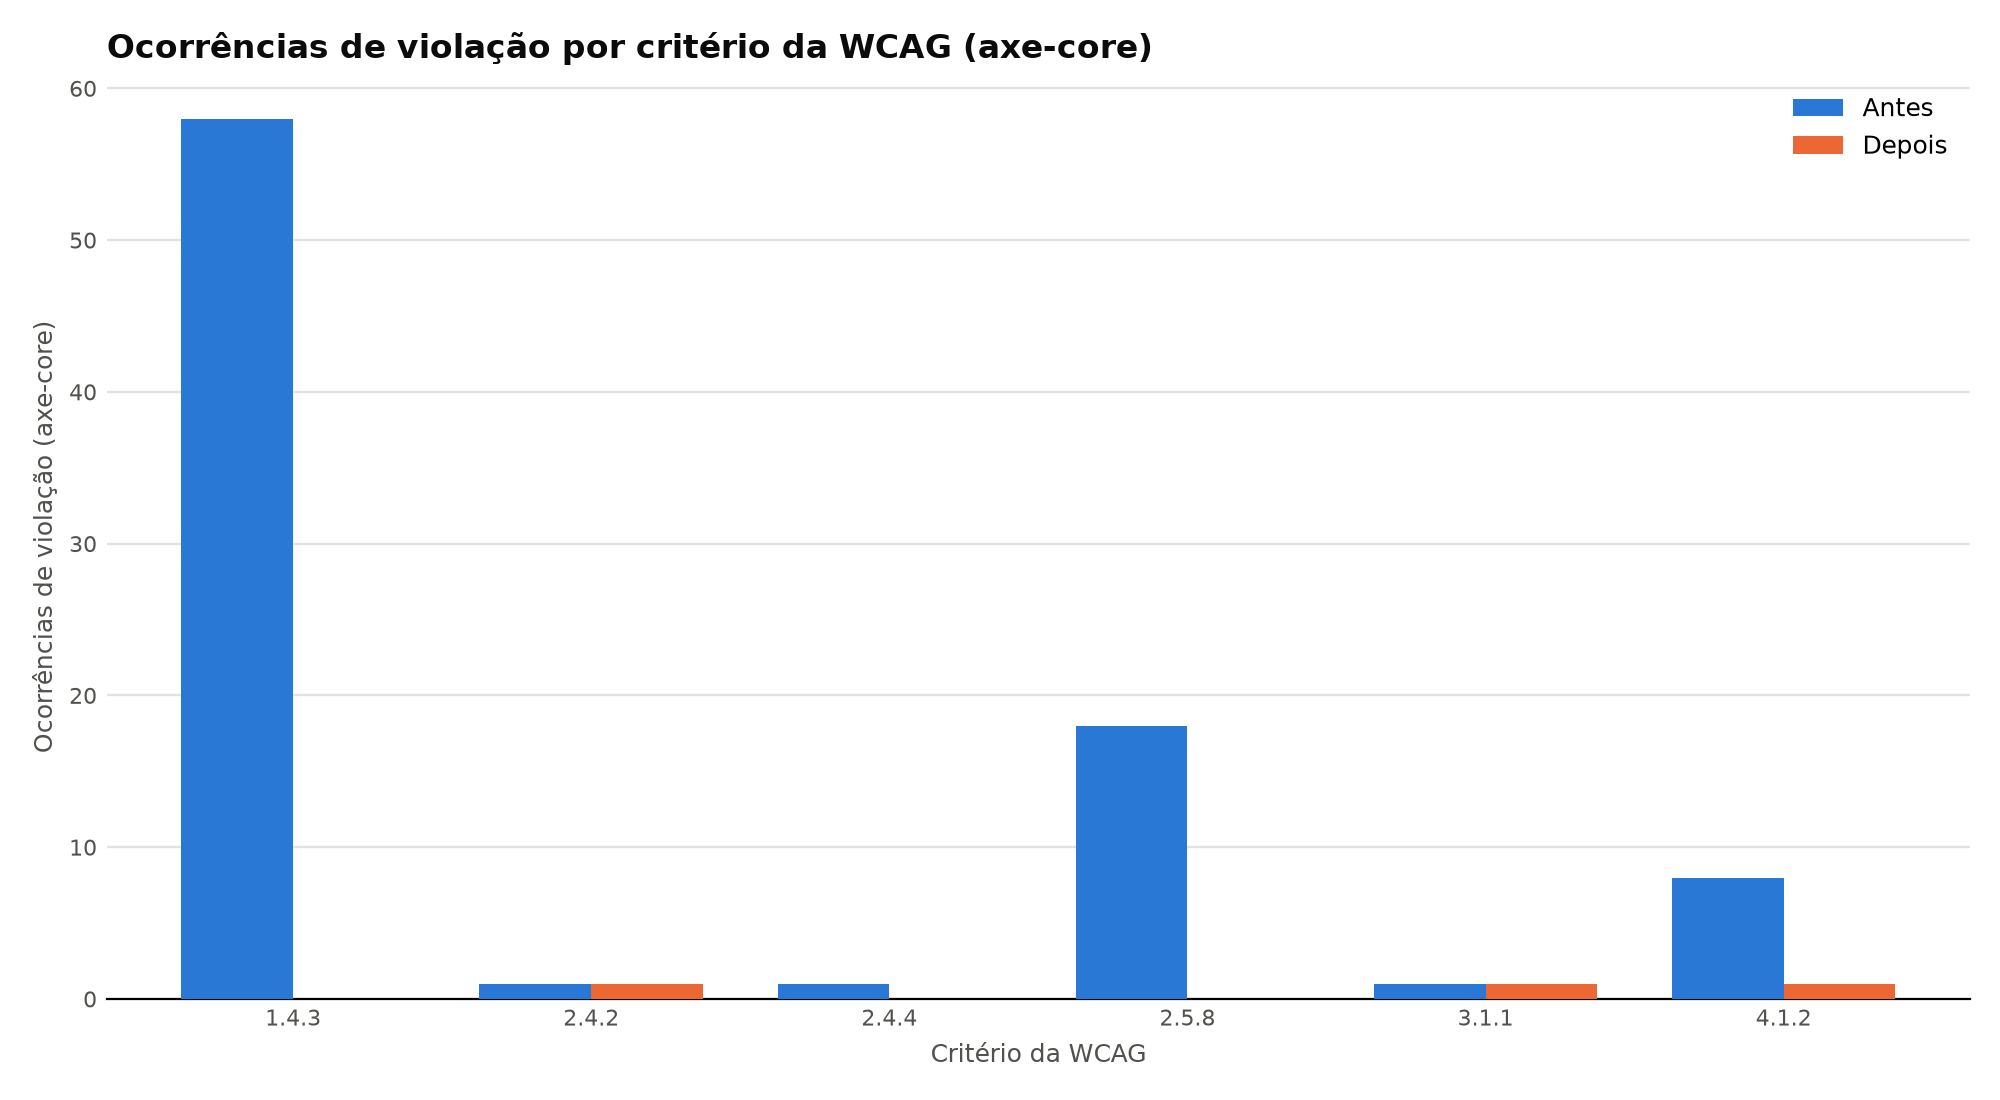 Ocorrências de violação por critério da WCAG (axe-core)
Antes
Depois
Ocorrências de violação (axe-core)
60
50
40
30
20
10
0
1.4.3 2.4.2 2.4.4 2.5.8 3.1.1 4.1.2
Critério da WCAG